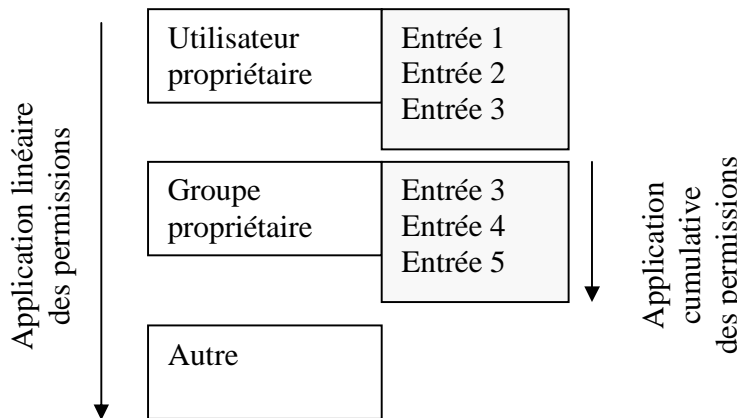 Application linéaire
des permissions
Utilisateur
propriétaire
Entrée 1
Entrée 2
Entrée 3
Groupe
propriétaire
Entrée 3
Entrée 4
Entrée 5
Autre
Application
cumulative
des permissions